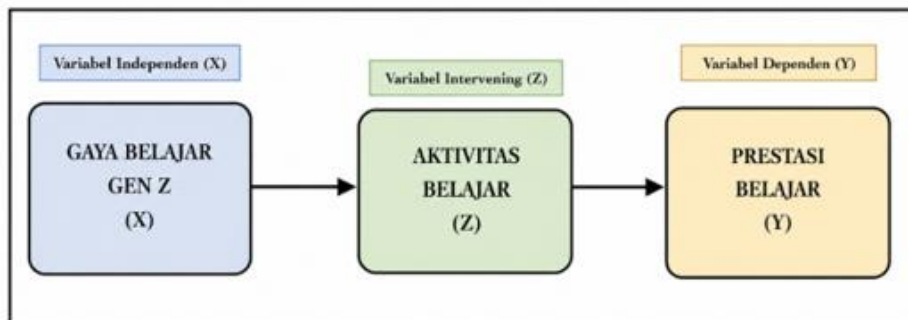 Variabel Independen (X)
Variabel Intervening (Z)
Variabel Dependen (Y)
GAYA BELAJAR
GEN Z
(X)
AKTIVITAS
BELAJAR
(Z)
PRESTASI
BELAJAR
(Y)